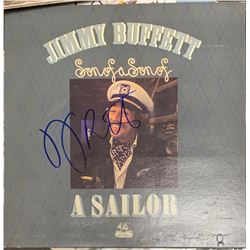 JIMMY BUFFETT
Son of a Son of
A SAILOR